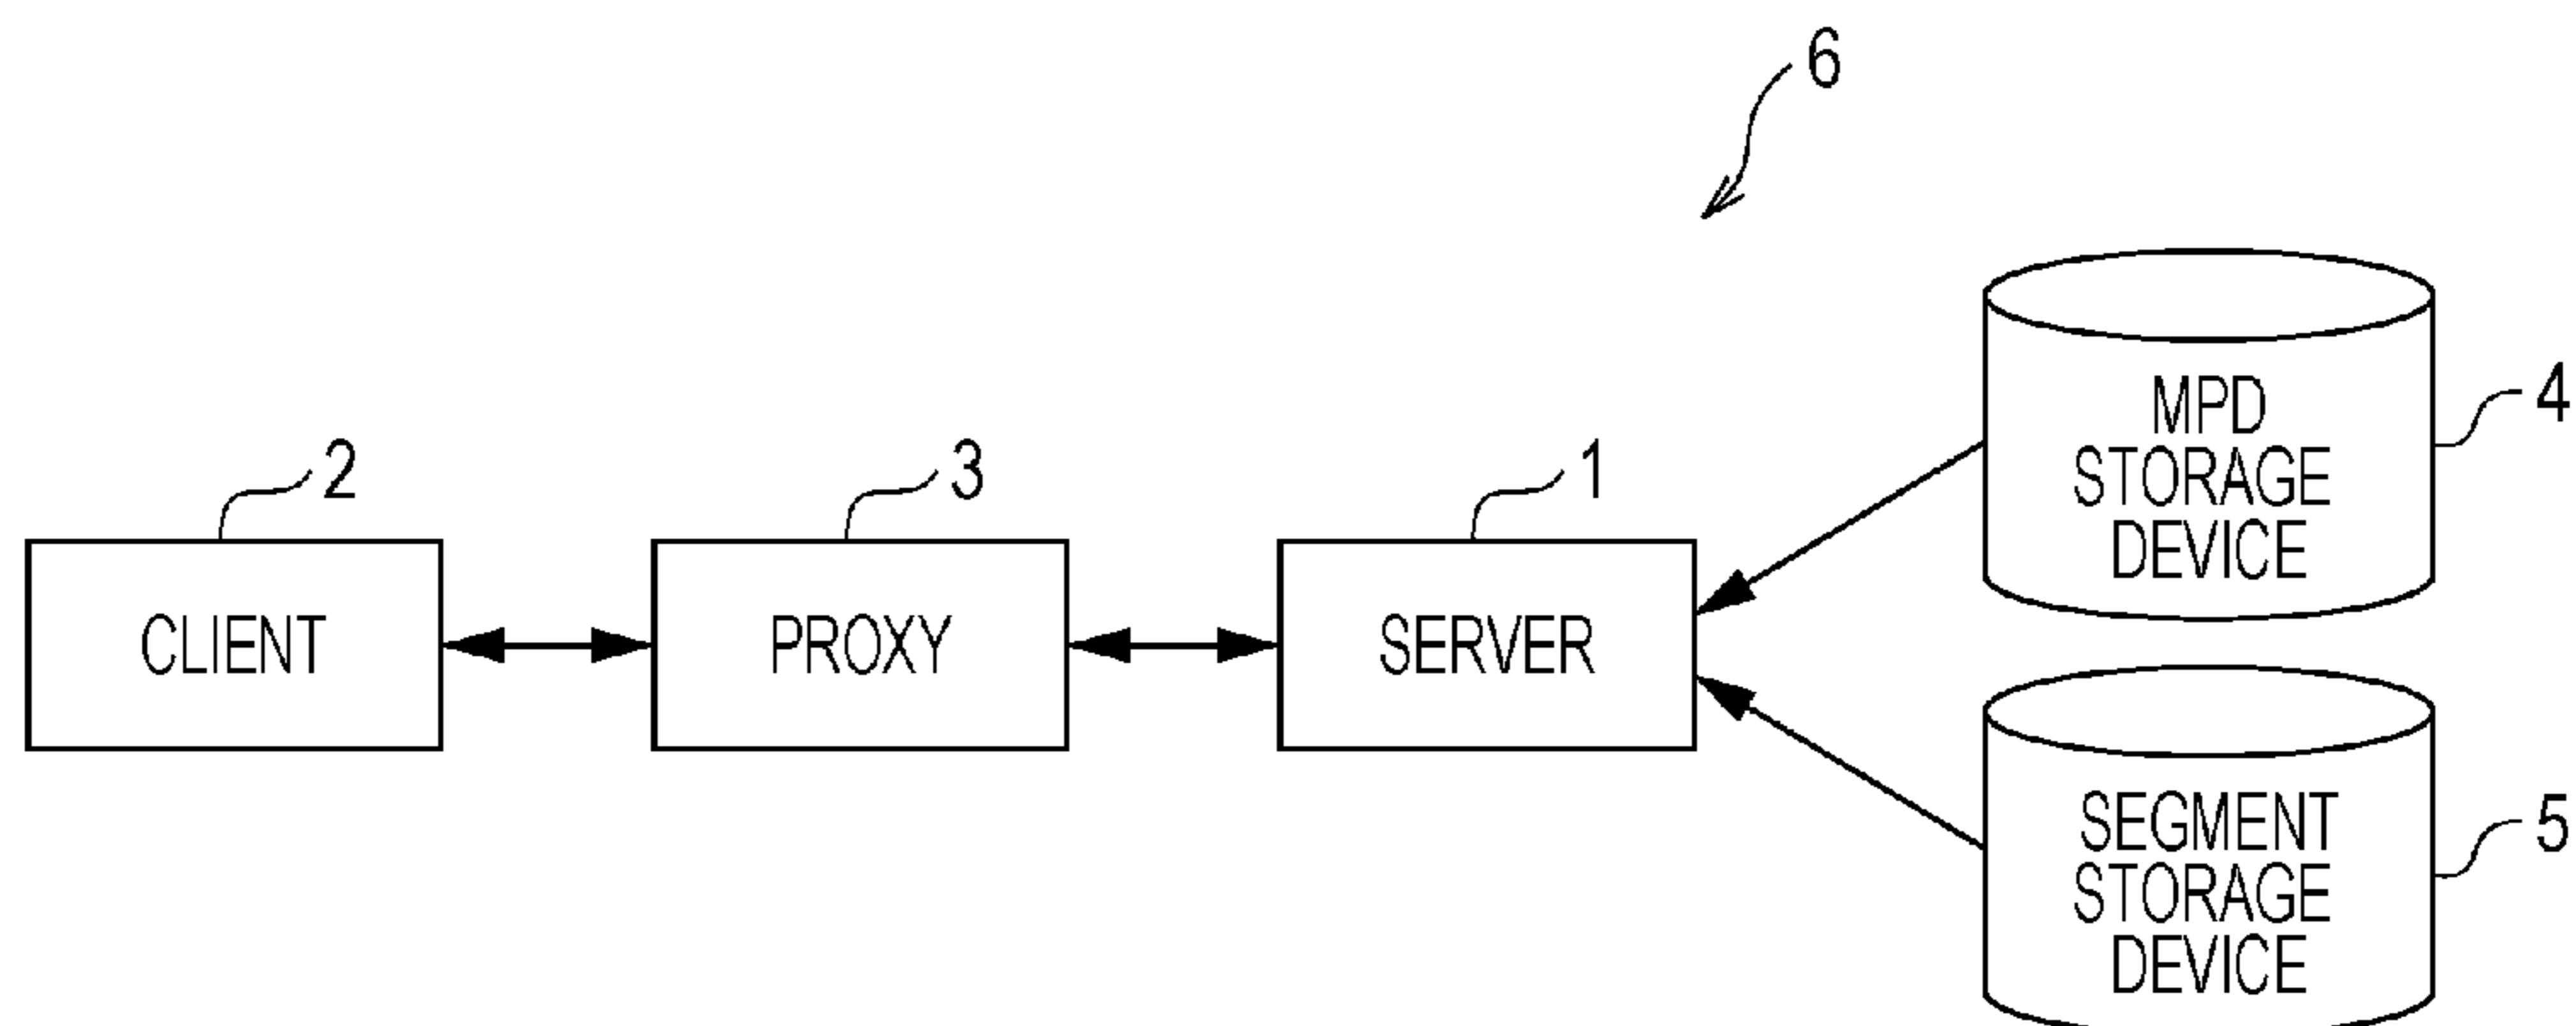 6
MPD
STORAGE
DEVICE
4
2
3
1
CLIENT
PROXY
SERVER
SEGMENT
STORAGE
DEVICE
5